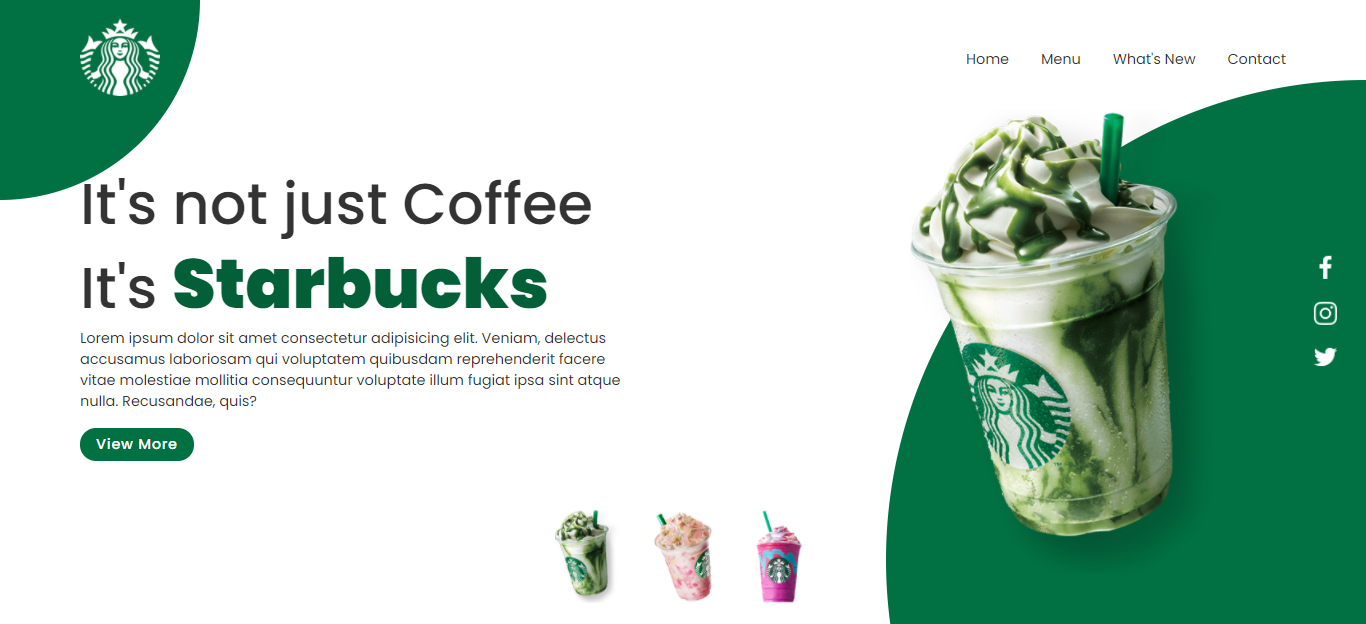 Home Menu What's New Contact
It's not just Coffee
It's Starbucks
Lorem ipsum dolor sit amet consectetur adipisicing elit. Veniam, delectus
accusamus laboriosam qui voluptatem quibusdam reprehenderit facere
vitae molestiae mollitia consequuntur voluptate illum fugiat ipsa sint atque
nulla. Recusandae, quis?
View More